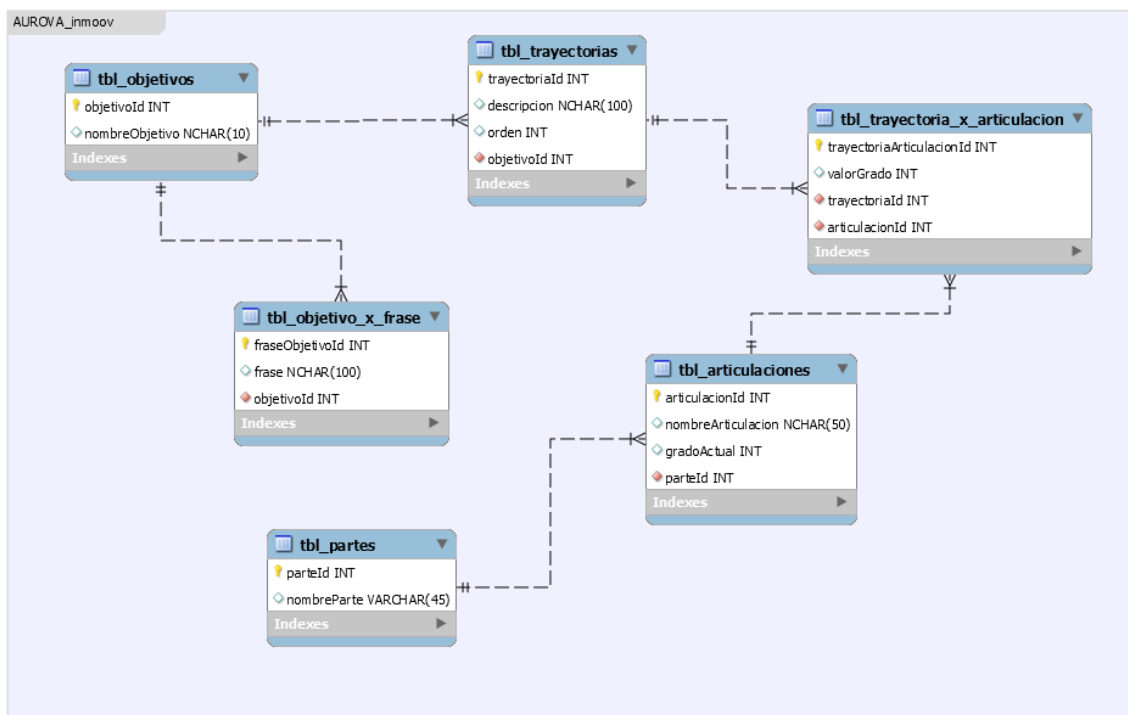 AUROVA_inmoov
tbl_objetivos
objetivoId INT
nombreObjetivo NCHAR(10)
Indexes
tbl_trayectorias
trayectoriaId INT
descripcion NCHAR(100)
orden INT
objetivoId INT
Indexes
tbl_trayectoria_x_articulacion
trayectoriaArticulacionId INT
valorGrado INT
trayectoriaId INT
articulacionId INT
Indexes
tbl_objetivo_x_frase
fraseObjetivoId INT
frase NCHAR(100)
objetivoId INT
Indexes
tbl_articulaciones
articulacionId INT
nombreArticulacion NCHAR(50)
gradoActual INT
parteId INT
Indexes
tbl_partes
parteId INT
nombreParte VARCHAR(45)
Indexes